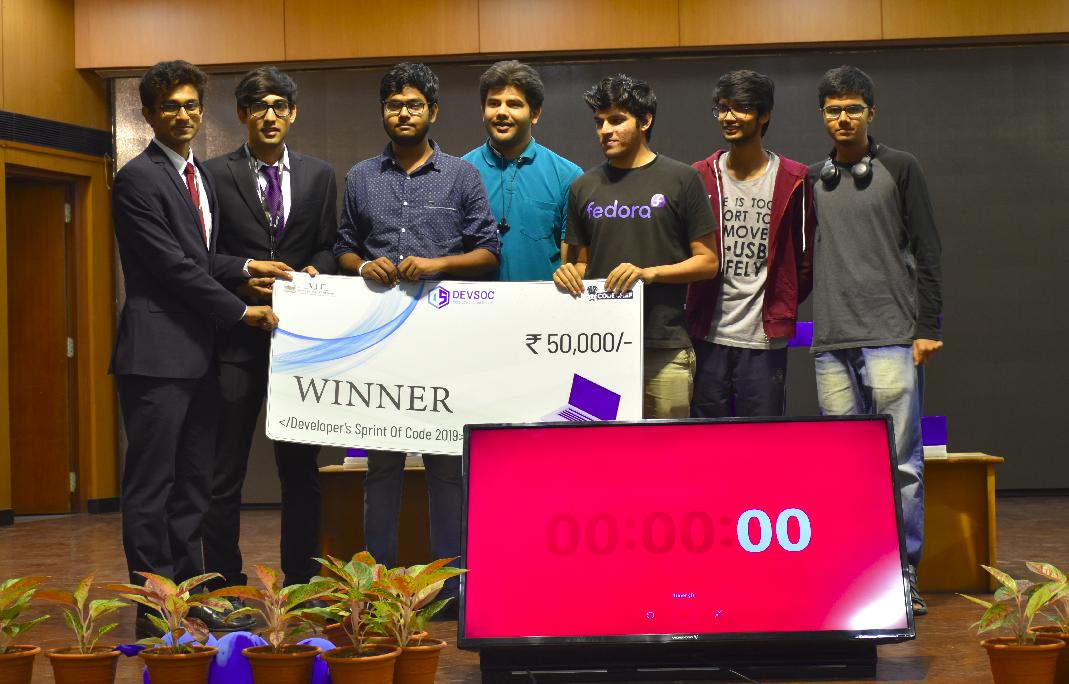 fedora
E IS TOO
ORT TO
MOVE
USB
FELY
DEVSOC
₹ 50,000/-
WINNER
</Developer's Sprint Of Code 2019>
00:00:00